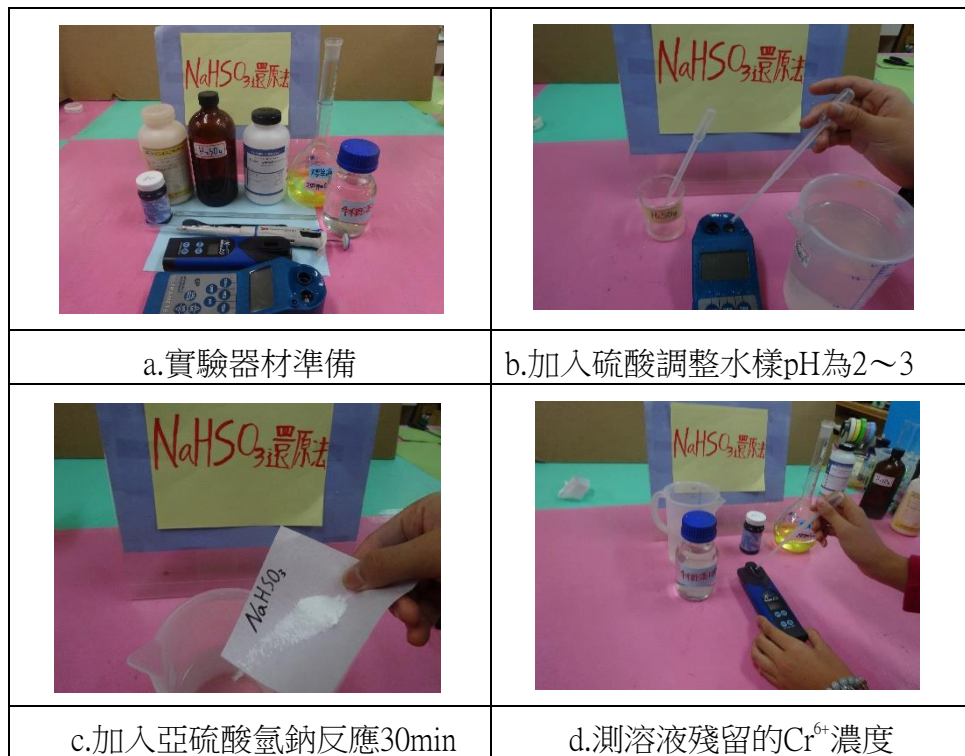 NaHSO₃還原法
H₂SO₄
NaHSO₃還原法
H₂SO₄
a.實驗器材準備
b.加入硫酸調整水樣pH為2～3
NaHSO₃還原法
NaHSO₃
NaHSO₃還原法
c.加入亞硫酸氫鈉反應30min
d.測溶液殘留的Cr⁶⁺濃度